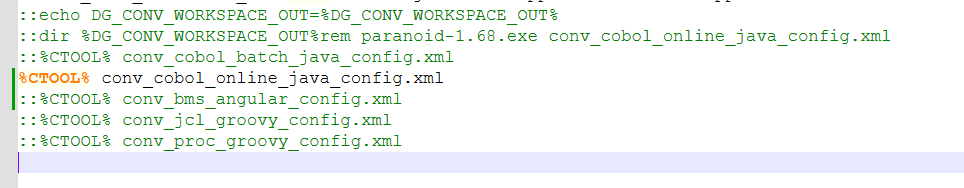 ::echo DG_CONV_WORKSPACE_OUT=%DG_CONV_WORKSPACE_OUT%
::dir %DG_CONV_WORKSPACE_OUT%rem paranoid-1.68.exe conv_cobol_online_java_config.xml
::%CTOOL% conv_cobol_batch_java_config.xml
%CTOOL% conv_cobol_online_java_config.xml
::%CTOOL% conv_bms_angular_config.xml
::%CTOOL% conv_jcl_groovy_config.xml
::%CTOOL% conv_proc_groovy_config.xml